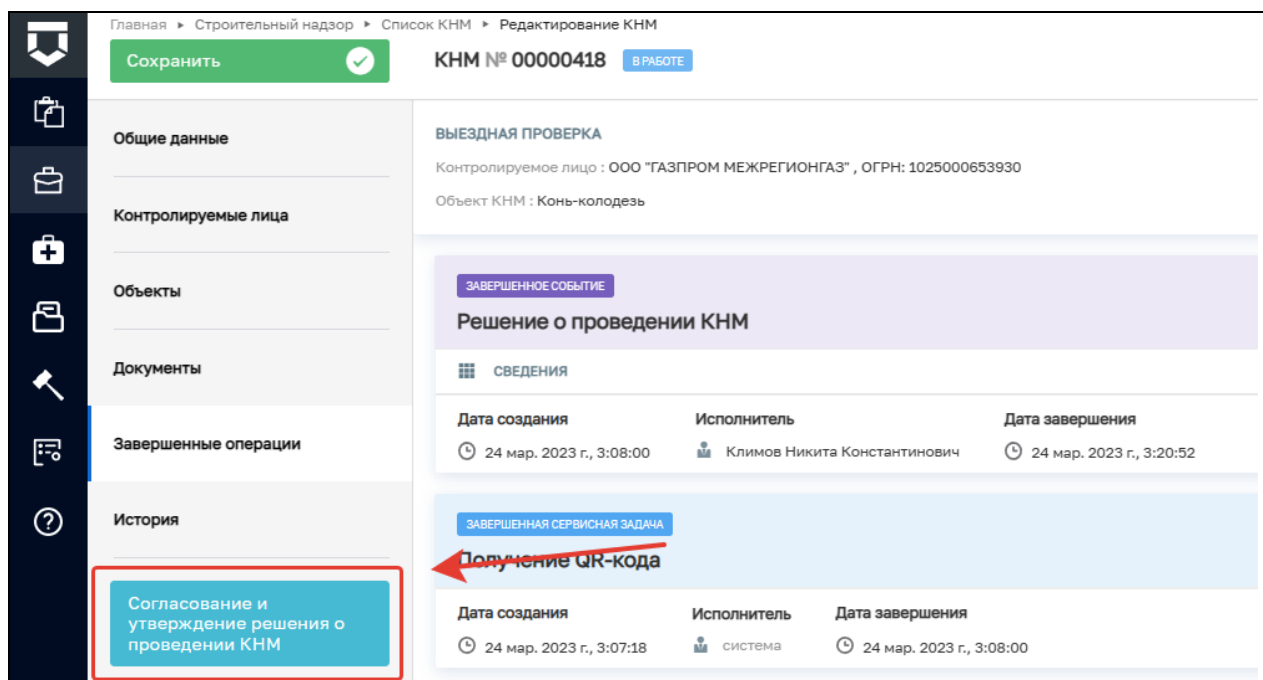 Главная ▸ Строительный надзор ▸ Список КНМ ▸ Редактирование КНМ
Сохранить
КНМ № 00000418 В РАБОТЕ
Общие данные
Контролируемые лица
Объекты
Документы
Завершенные операции
История
Согласование и
утверждение решения о
проведении КНМ
ВЫЕЗДНАЯ ПРОВЕРКА
Контролируемое лицо : ООО "ГАЗПРОМ МЕЖРЕГИОНГАЗ" , ОГРН: 1025000653930
Объект КНМ : Конь-колодезь
ЗАВЕРШЕННОЕ СОБЫТИЕ
Решение о проведении КНМ
СВЕДЕНИЯ
Дата создания Исполнитель Дата завершения
24 мар. 2023 г., 3:08:00 Климов Никита Константинович 24 мар. 2023 г., 3:20:52
ЗАВЕРШЕННАЯ СЕРВИСНАЯ ЗАДАЧА
Получение QR-кода
Дата создания Исполнитель Дата завершения
24 мар. 2023 г., 3:07:18 система 24 мар. 2023 г., 3:08:00